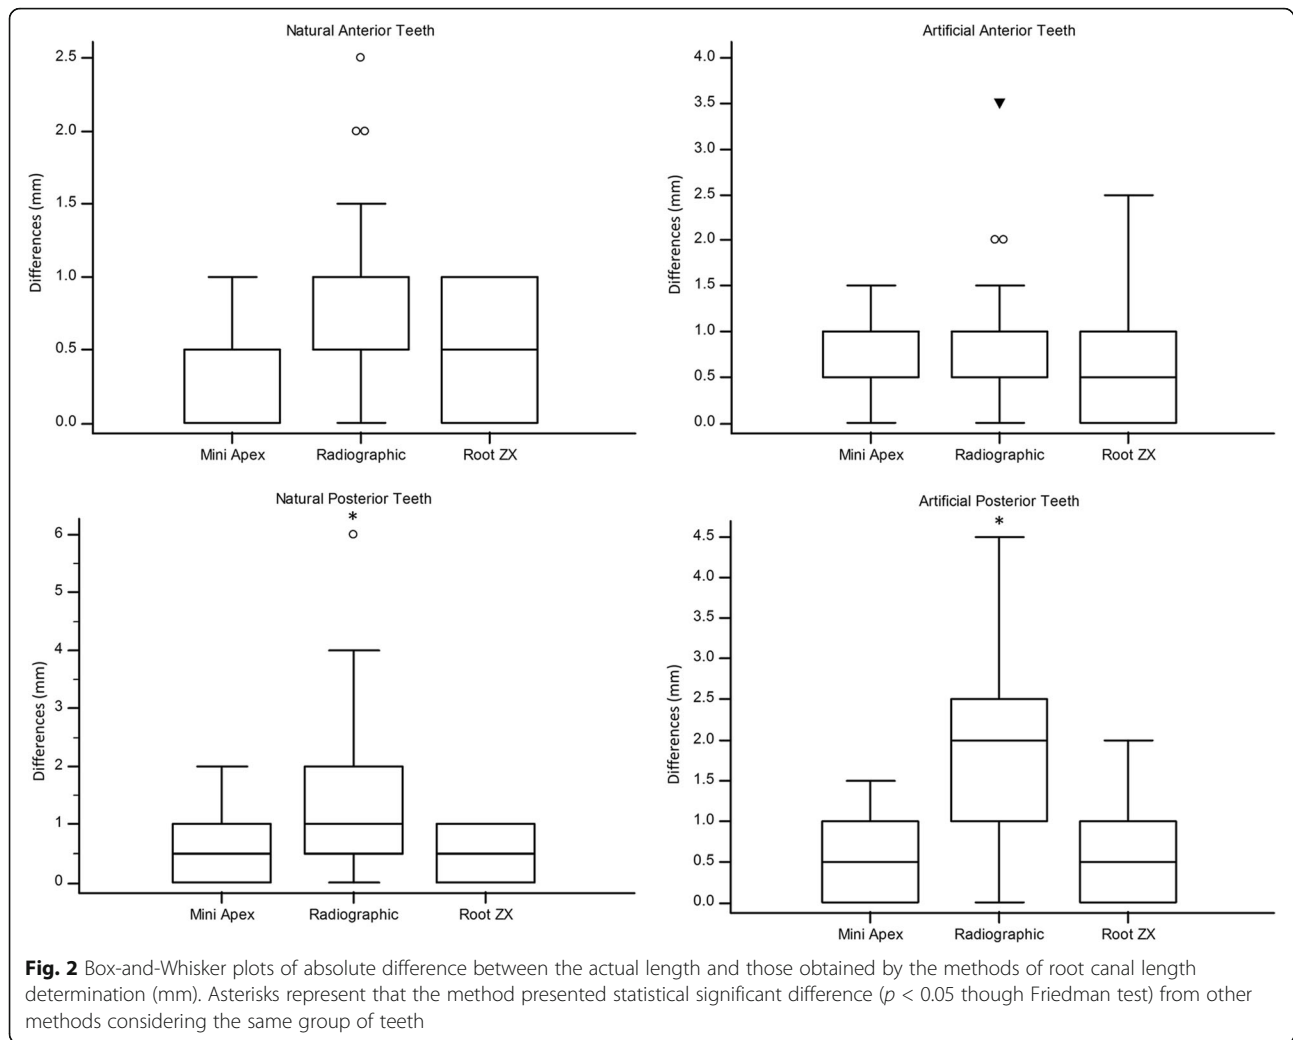 Natural Anterior Teeth
2.5
2.0
1.5
1.0
0.5
0.0
Differences (mm)
Mini Apex Radiographic Root ZX
Artificial Anterior Teeth
4.0
3.5
3.0
2.5
2.0
1.5
1.0
0.5
0.0
Differences (mm)
Mini Apex Radiographic Root ZX
Natural Posterior Teeth
*
6
5
4
3
2
1
0
Differences (mm)
Mini Apex Radiographic Root ZX
Artificial Posterior Teeth
*
4.5
4.0
3.5
3.0
2.5
2.0
1.5
1.0
0.5
0.0
Differences (mm)
Mini Apex Radiographic Root ZX
Fig. 2 Box-and-Whisker plots of absolute difference between the actual length and those obtained by the methods of root canal length
determination (mm). Asterisks represent that the method presented statistical significant difference (p < 0.05 though Friedman test) from other
methods considering the same group of teeth